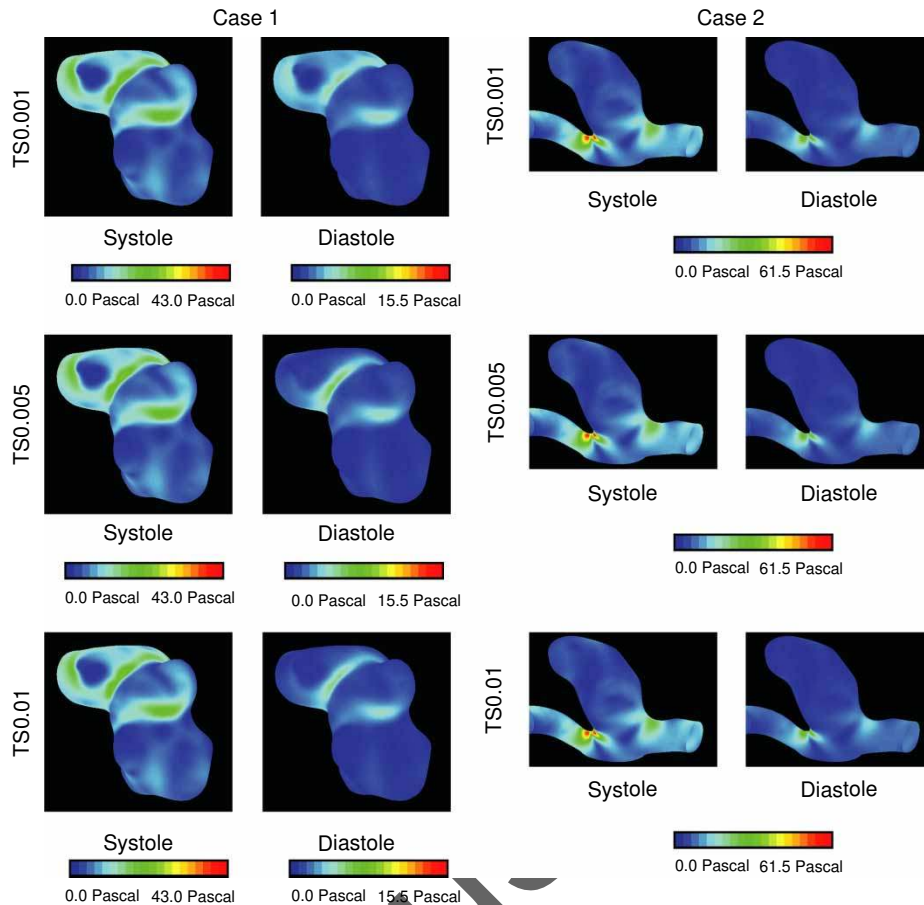 Case 1
Case 2
TS0.001
TS0.001
Systole
Diastole
Systole
Diastole
0.0 Pascal 43.0 Pascal
0.0 Pascal 15.5 Pascal
0.0 Pascal 61.5 Pascal
TS0.005
TS0.005
Systole
Diastole
Systole
Diastole
0.0 Pascal 43.0 Pascal
0.0 Pascal 15.5 Pascal
0.0 Pascal 61.5 Pascal
TS0.01
TS0.01
Systole
Diastole
Systole
Diastole
0.0 Pascal 43.0 Pascal
0.0 Pascal 15.5 Pascal
0.0 Pascal 61.5 Pascal